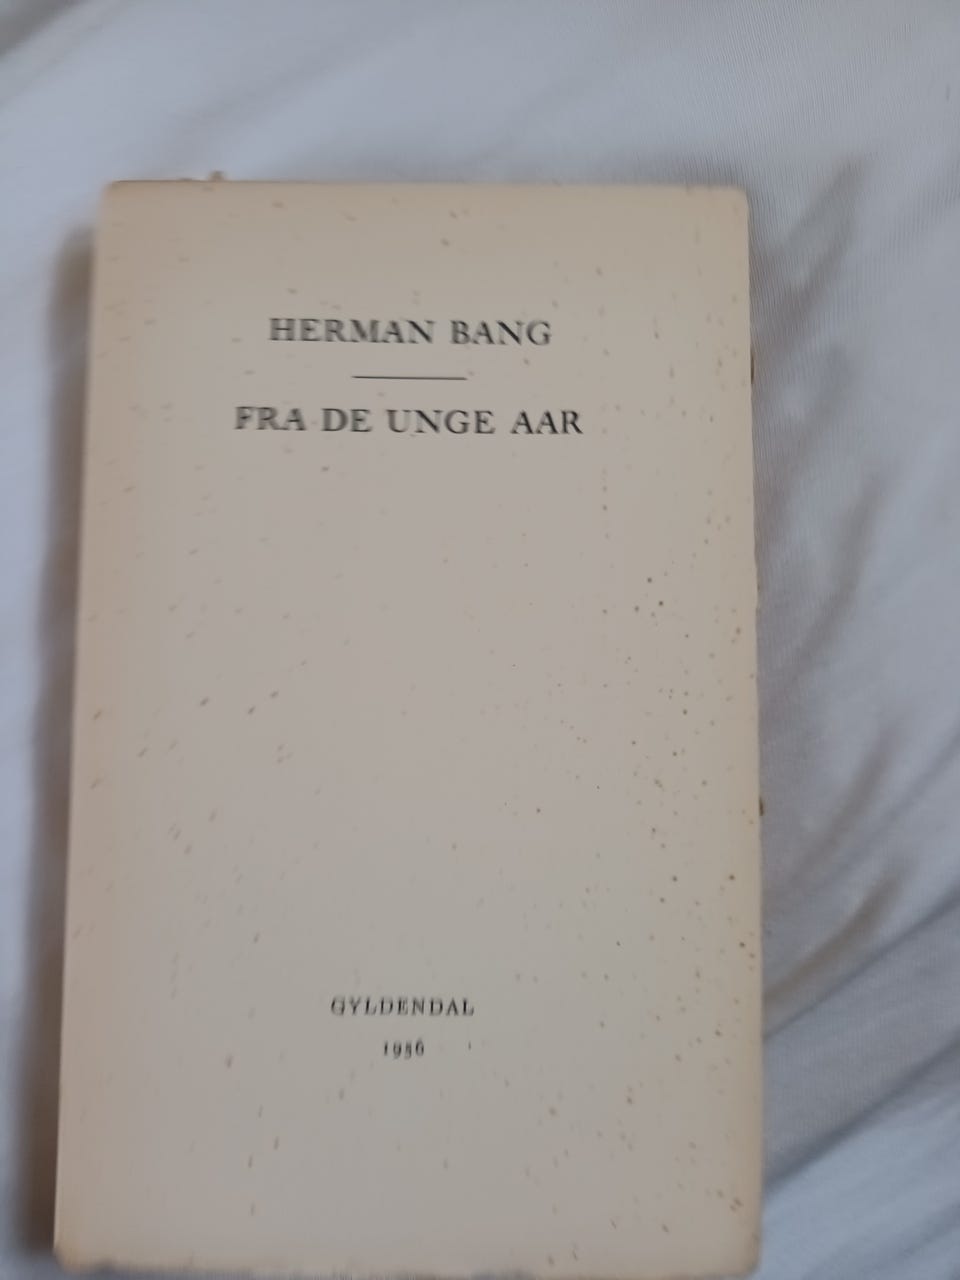 HERMAN BANG
FRA DE UNGE AAR
GYLDENDAL
1956